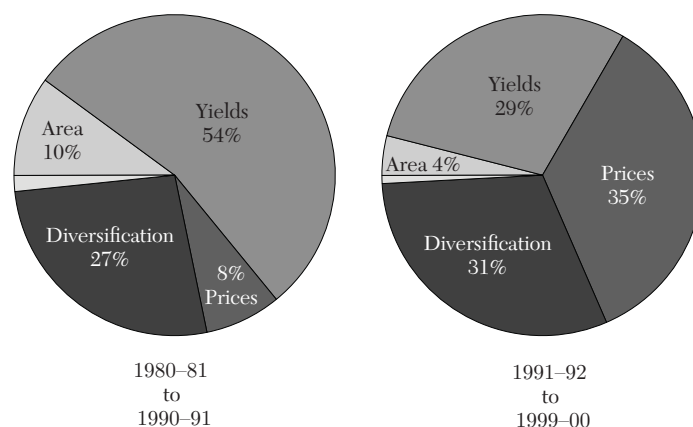 Yields
54%
Area
10%
Diversification
27%
8%
Prices
1980–81
to
1990–91
Yields
29%
Area 4%
Prices
35%
Diversification
31%
1991–92
to
1999–00